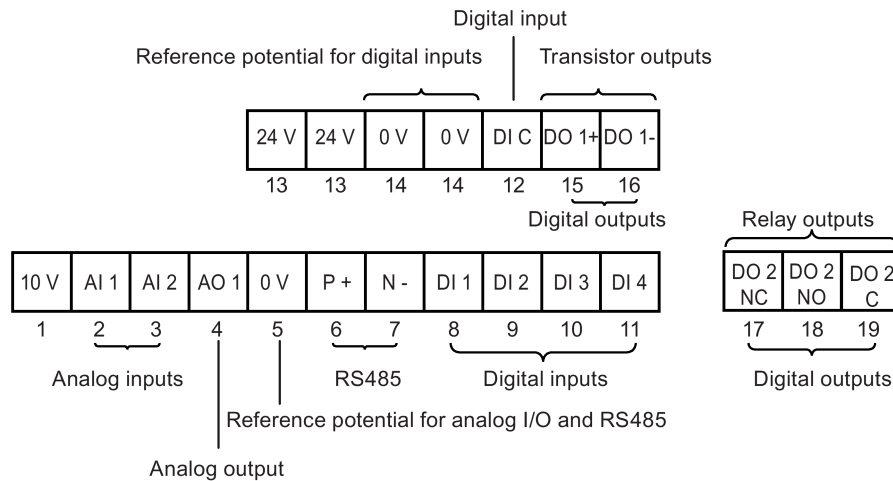 Digital input
Reference potential for digital inputs Transistor outputs
24 V 24 V 0 V 0 V DI C DO 1+ DO 1-
13 13 14 14 12 15 16
Digital outputs Relay outputs
10 V AI 1 AI 2 AO 1 0 V P + N - DI 1 DI 2 DI 3 DI 4 DO 2 NC DO 2 NO DO 2 C
1 2 3 4 5 6 7 8 9 10 11 17 18 19
Analog inputs RS485 Digital inputs Digital outputs
Reference potential for analog I/O and RS485
Analog output